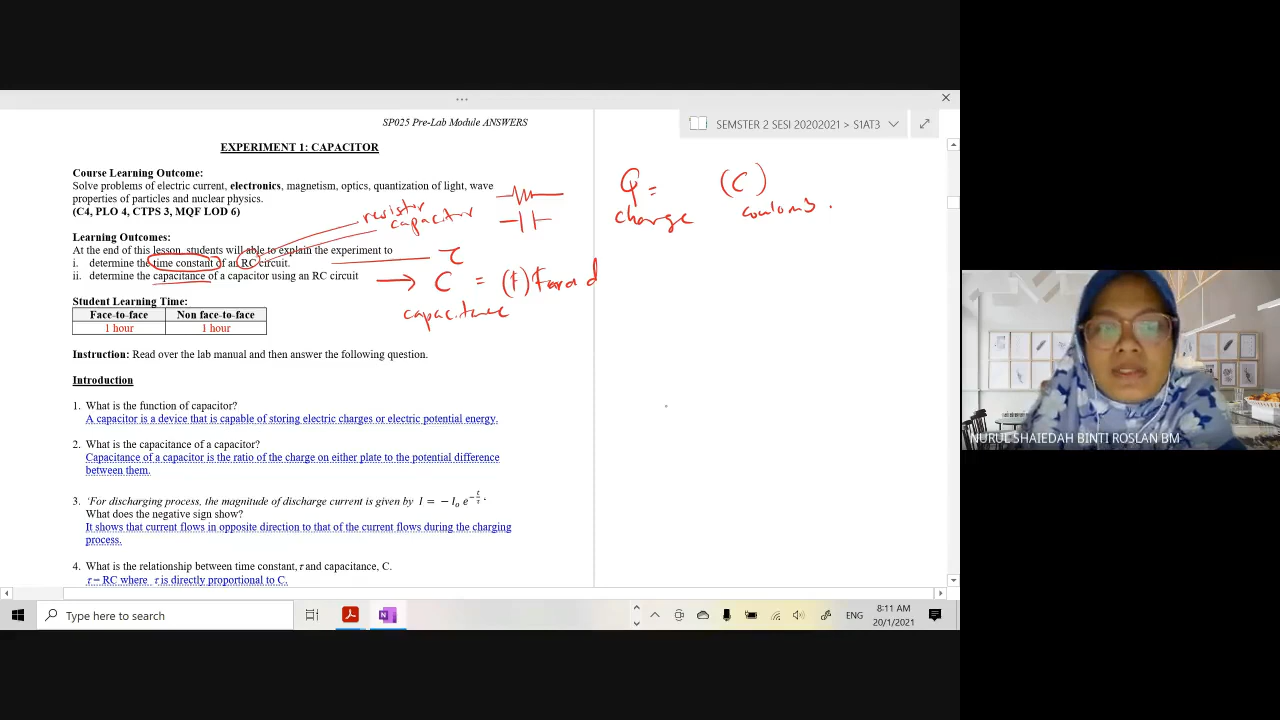 SEMSTER 2 SESI 20202021 > S1AT3
SP025 Pre-Lab Module ANSWERS
EXPERIMENT 1: CAPACITOR
Course Learning Outcome:
Solve problems of electric current, electronics, magnetism, optics, quantization of light, wave
properties of particles and nuclear physics.
(C4, PLO 4, CTPS 3, MQF LOD 6)
resistor
capacitor
Learning Outcomes:
At the end of this lesson, students will able to explain the experiment to
i. determine the time constant of an RC circuit.
τ
ii. determine the capacitance of a capacitor using an RC circuit
→ C = (F) Farad
capacitance
Student Learning Time:
Face-to-face Non face-to-face
1 hour 1 hour
Instruction: Read over the lab manual and then answer the following question.
Introduction
1. What is the function of capacitor?
A capacitor is a device that is capable of storing electric charges or electric potential energy.
2. What is the capacitance of a capacitor?
Capacitance of a capacitor is the ratio of the charge on either plate to the potential difference
between them.
3. 'For discharging process, the magnitude of discharge current is given by I = − Iₒ e^(−t/τ) '
What does the negative sign show?
It shows that current flows in opposite direction to that of the current flows during the charging
process.
4. What is the relationship between time constant, τ and capacitance, C.
τ = RC where τ is directly proportional to C.
Q = (C)
charge coulombs.
NURUL SHAIEDAH BINTI ROSLAN BM
Type here to search
ENG
8:11 AM
20/1/2021